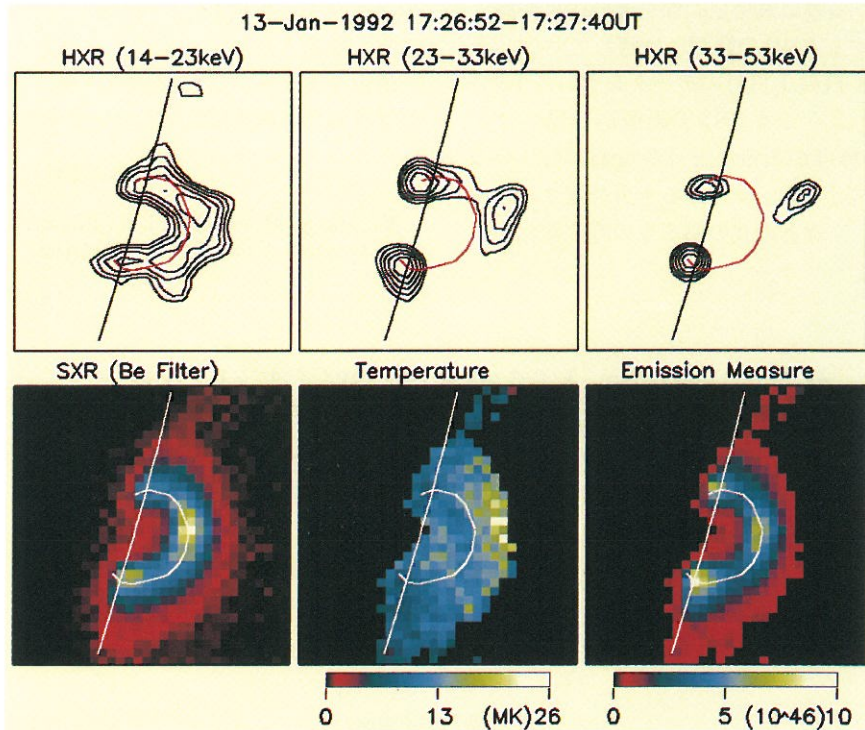 13-Jan-1992 17:26:52-17:27:40UT
HXR (14-23keV) HXR (23-33keV) HXR (33-53keV)
SXR (Be Filter) Temperature Emission Measure
0 13 (MK)26 0 5 (10^46)10